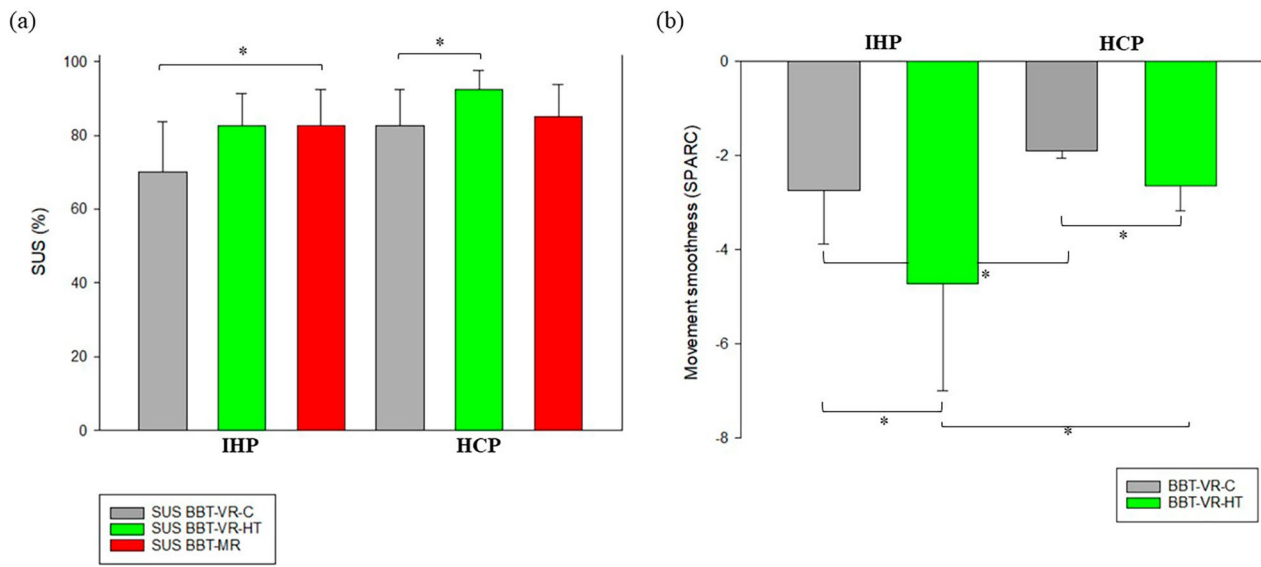 (a)
*
*
100
80
60
40
20
0
SUS (%)
IHP
HCP
SUS BBT-VR-C
SUS BBT-VR-HT
SUS BBT-MR
(b)
IHP
HCP
0
-2
-4
-6
-8
Movement smoothness (SPARC)
*
*
*
*
BBT-VR-C
BBT-VR-HT